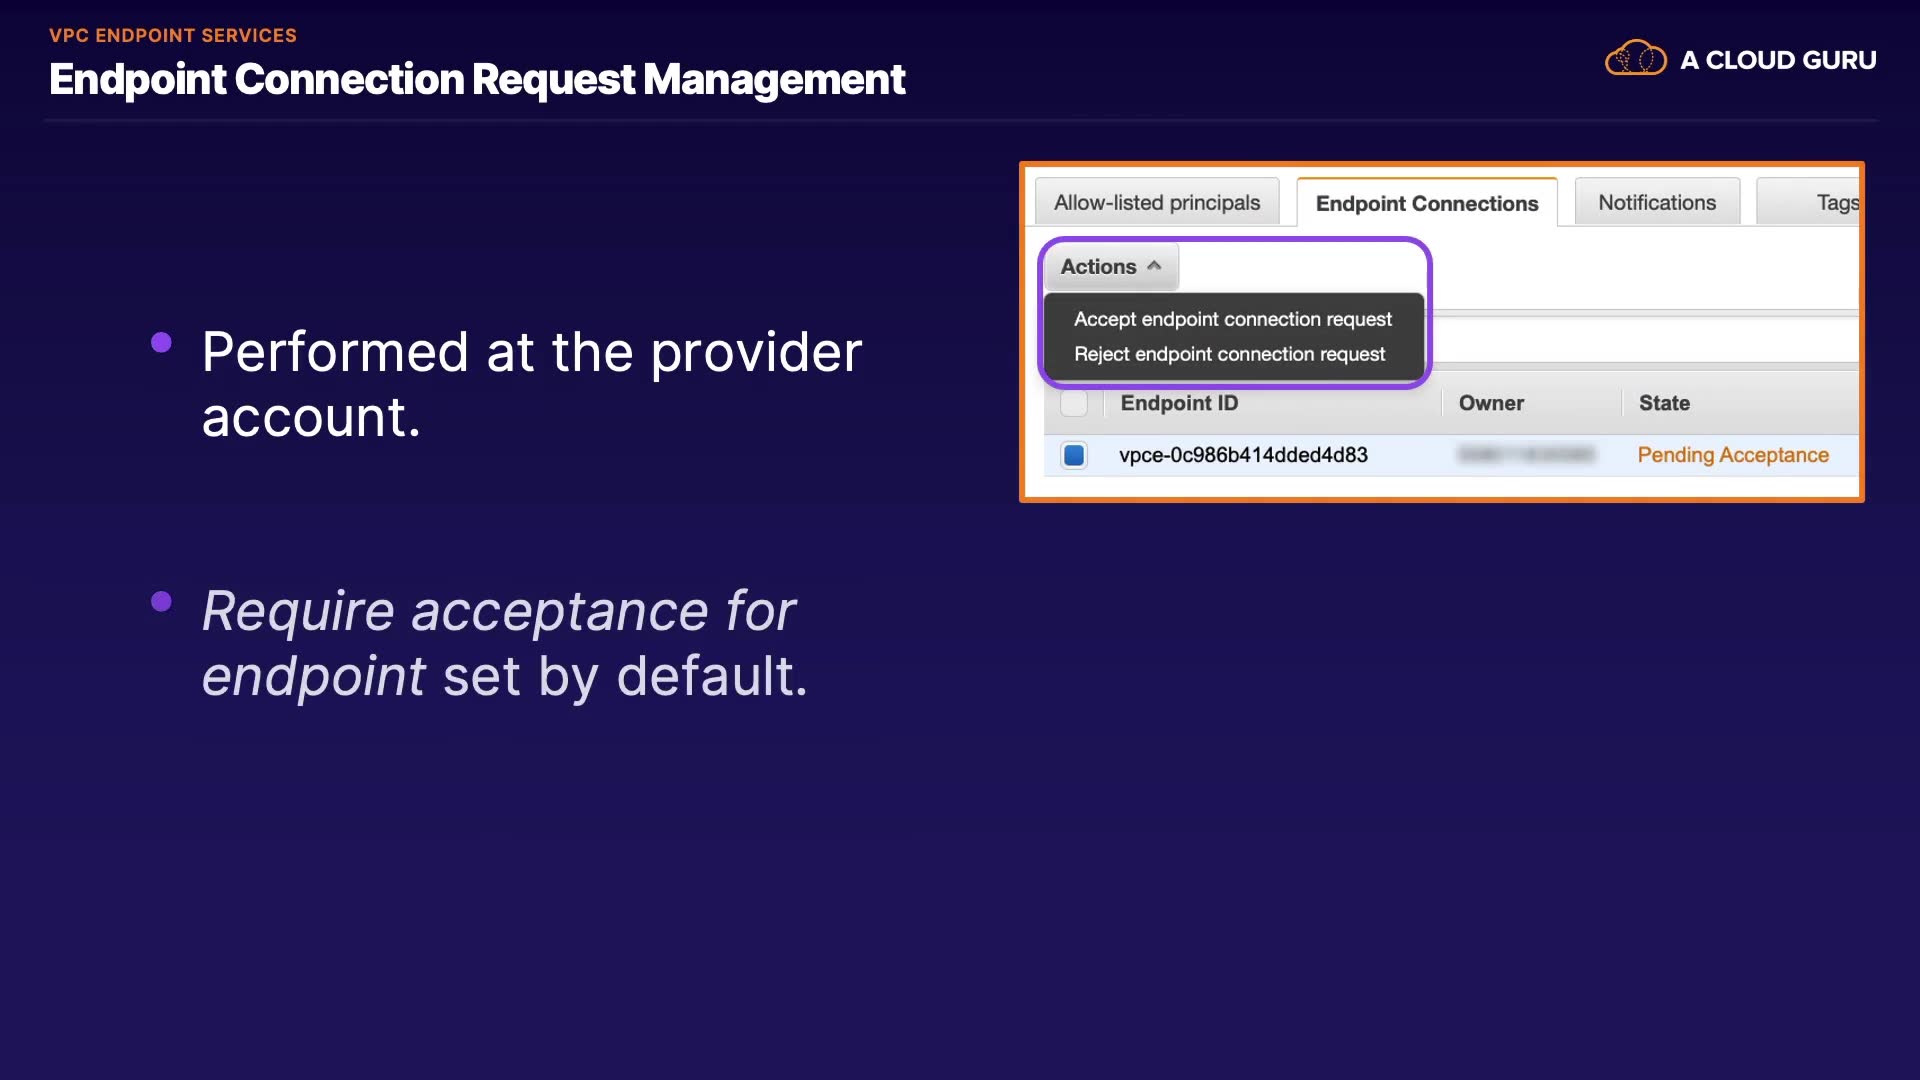 VPC ENDPOINT SERVICES
Endpoint Connection Request Management
A CLOUD GURU
Performed at the provider
account.
Require acceptance for
endpoint set by default.
Allow-listed principals Endpoint Connections Notifications Tags
Actions
Accept endpoint connection request
Reject endpoint connection request
Endpoint ID Owner State
vpce-0c986b414dded4d83 Pending Acceptance